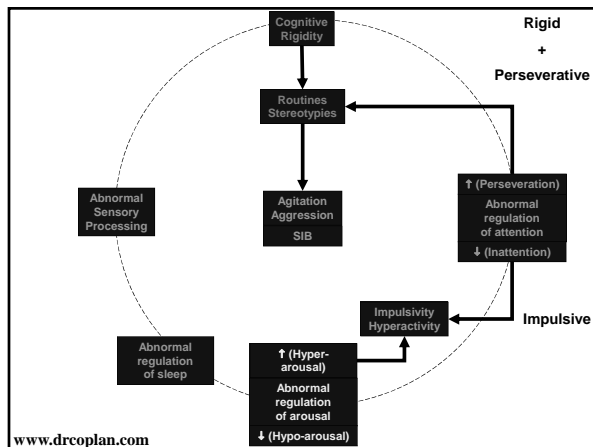 Cognitive
Rigidity
Rigid
+
Perseverative
Routines
Stereotypies
Abnormal
Sensory
Processing
Agitation
Aggression
SIB
↑ (Perseveration)
Abnormal
regulation
of attention
↓ (Inattention)
Impulsivity
Hyperactivity
Impulsive
Abnormal
regulation
of sleep
↑ (Hyper-
arousal)
Abnormal
regulation
of arousal
↓ (Hypo-arousal)
www.drcoplan.com